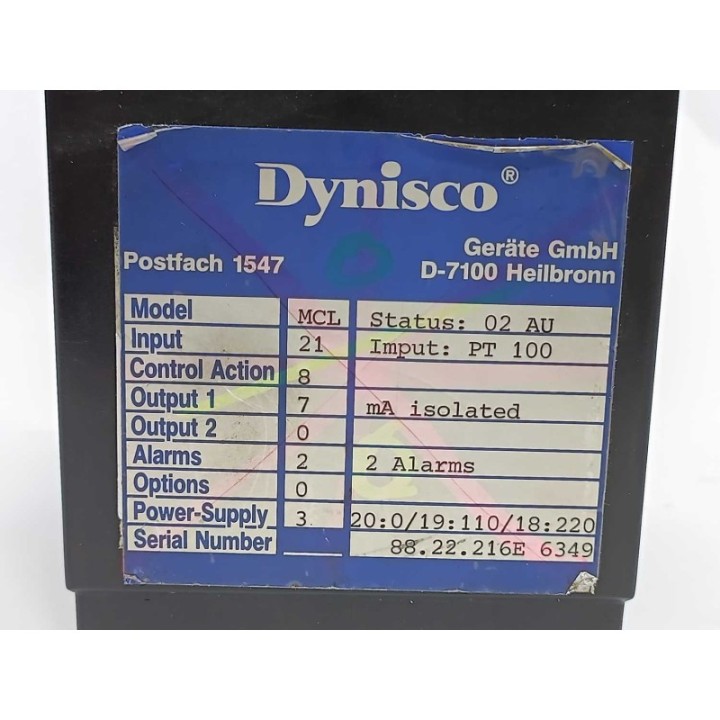 Dynisco®
Postfach 1547
Geräte GmbH
D-7100 Heilbronn
Model MCL Status: 02 AU
Input 21 Imput: PT 100
Control Action 8
Output 1 7 mA isolated
Output 2 0
Alarms 2 2 Alarms
Options 0
Power-Supply 3 20:0/19:110/18:220
Serial Number 88.22.216E 6349